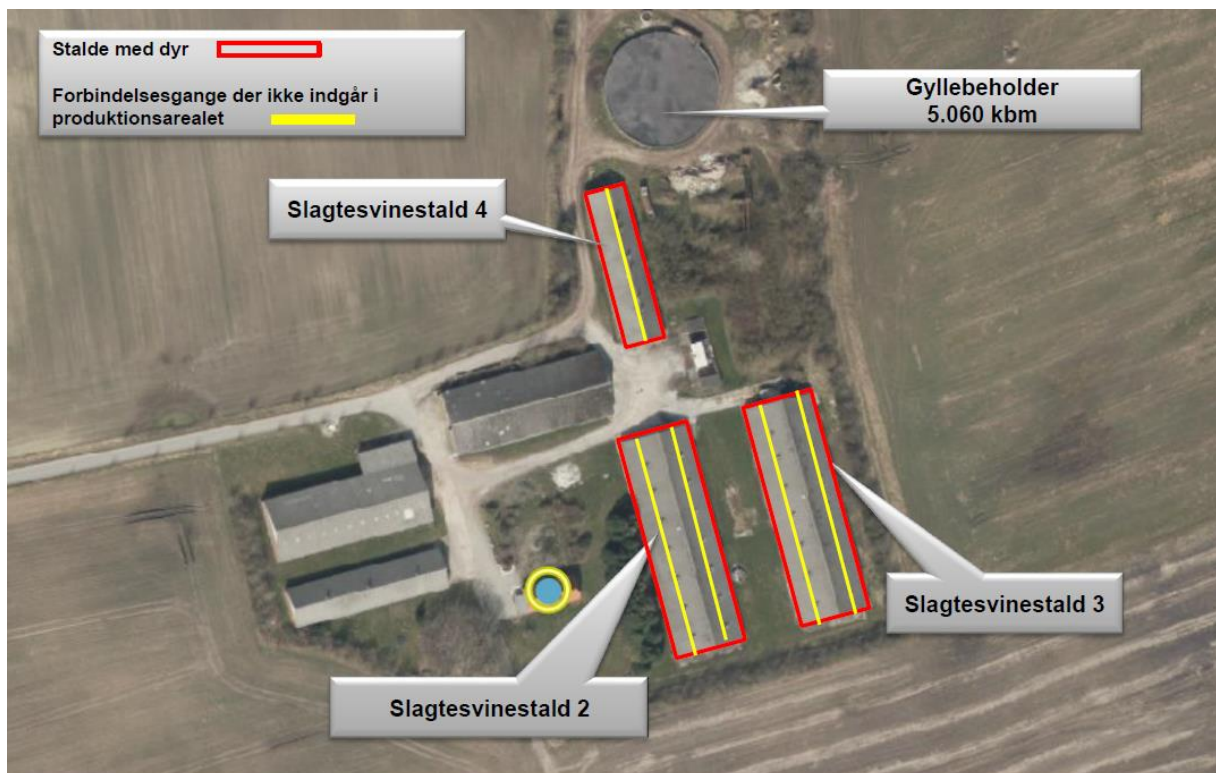 Stalde med dyr
Forbindelsesgange der ikke indgår i
produktionsarealet
Gyllebeholder
5.060 kbm
Slagtesvinestald 4
Slagtesvinestald 3
Slagtesvinestald 2